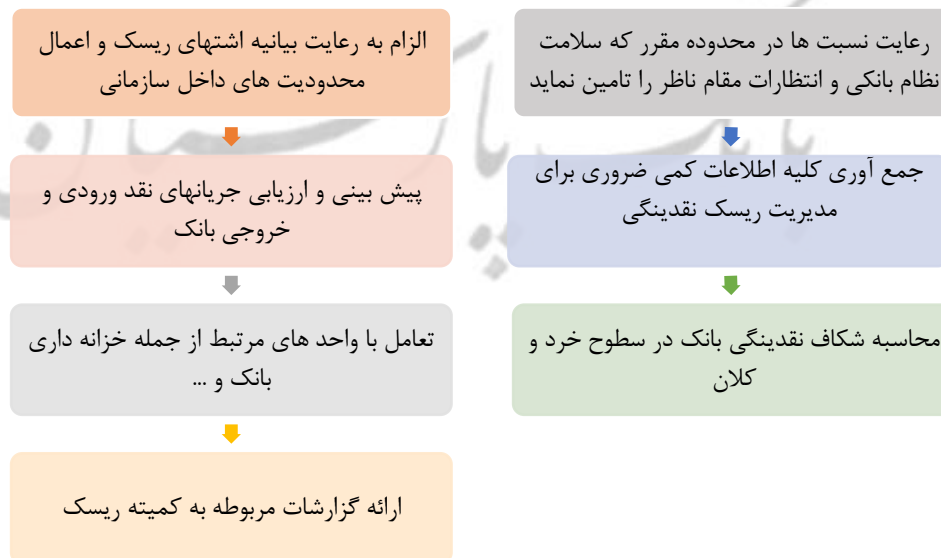 رعایت نسبت ها در محدوده مقرر که سلامت
نظام بانکی و انتظارات مقام ناظر را تامین نماید
جمع آوری کلیه اطلاعات کمی ضروری برای
مدیریت ریسک نقدینگی
محاسبه شکاف نقدینگی بانک در سطوح خرد و
کلان
الزام به رعایت بیانیه اشتهای ریسک و اعمال
محدودیت های داخل سازمانی
پیش بینی و ارزیابی جریانهای نقد ورودی و
خروجی بانک
تعامل با واحد های مرتبط از جمله خزانه داری
بانک و ...
ارائه گزارشات مربوطه به کمیته ریسک